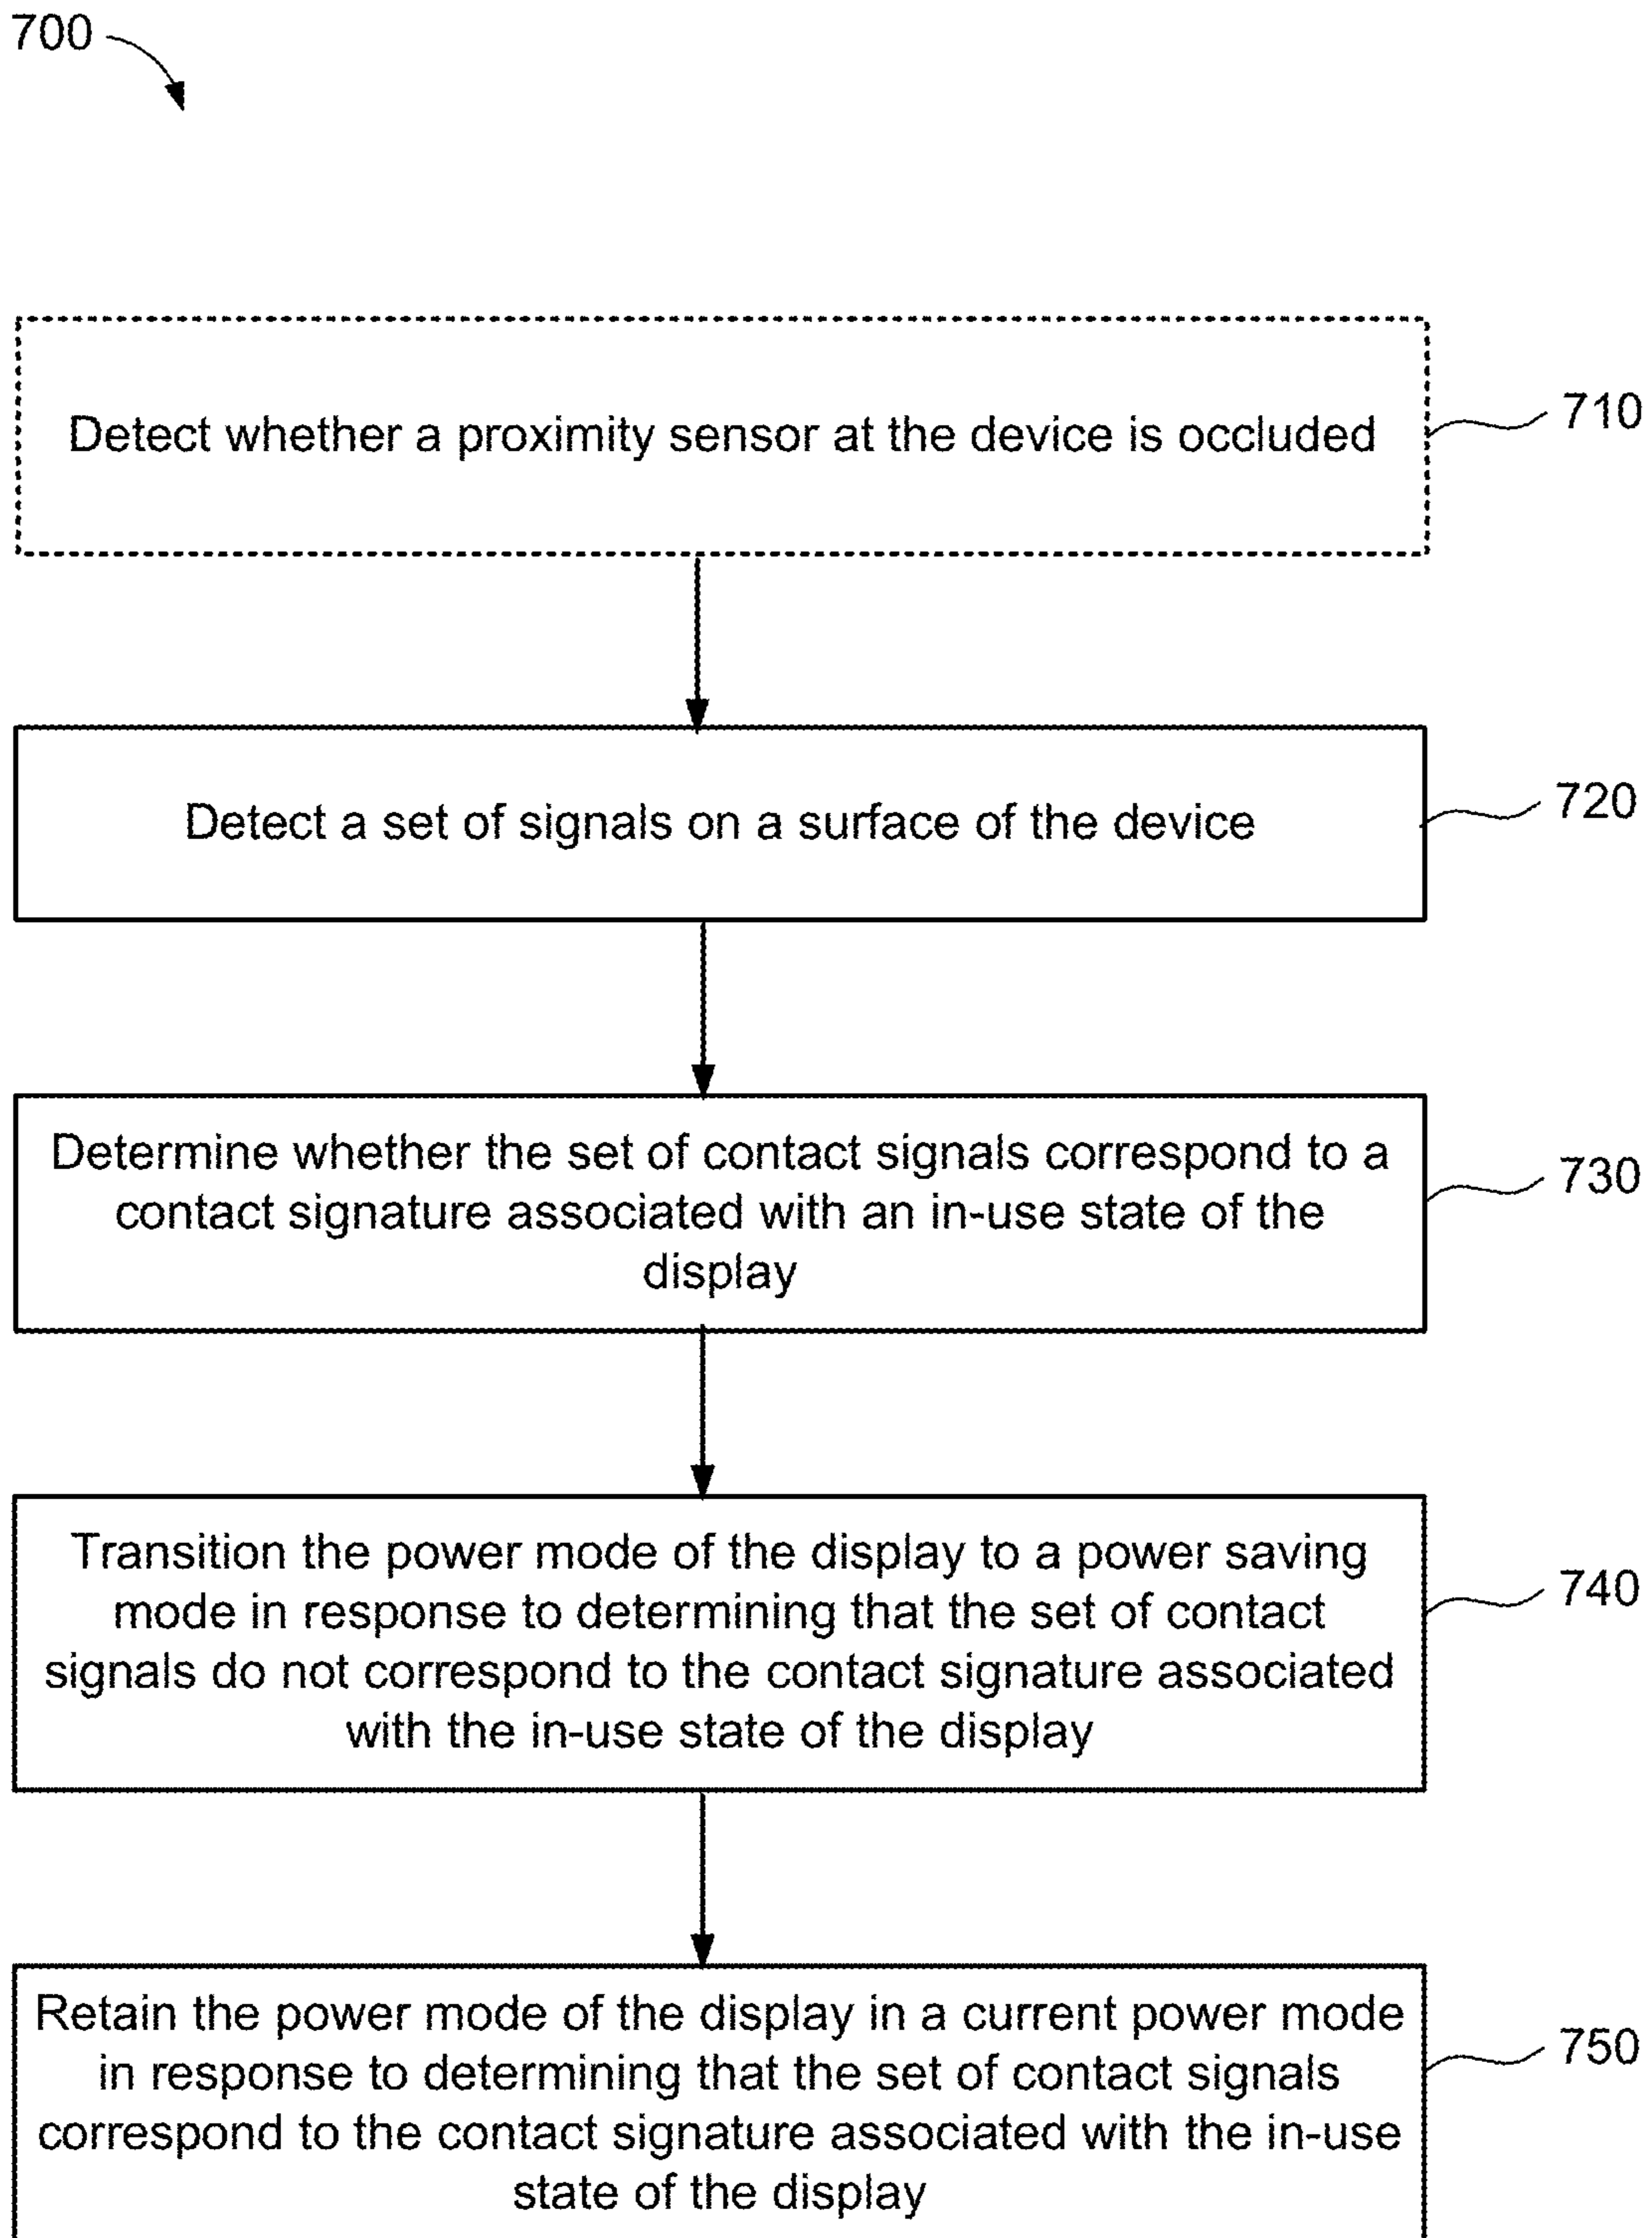 700
Detect whether a proximity sensor at the device is occluded
710
Detect a set of signals on a surface of the device
720
Determine whether the set of contact signals correspond to a
contact signature associated with an in-use state of the
display
730
Transition the power mode of the display to a power saving
mode in response to determining that the set of contact
signals do not correspond to the contact signature associated
with the in-use state of the display
740
Retain the power mode of the display in a current power mode
in response to determining that the set of contact signals
correspond to the contact signature associated with the in-use
state of the display
750